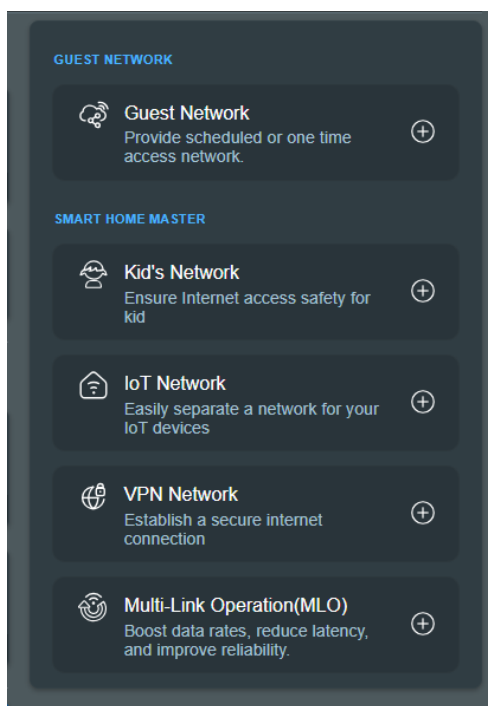 GUEST NETWORK
Guest Network
Provide scheduled or one time
access network.
SMART HOME MASTER
Kid's Network
Ensure Internet access safety for
kid
IoT Network
Easily separate a network for your
IoT devices
VPN Network
Establish a secure internet
connection
Multi-Link Operation(MLO)
Boost data rates, reduce latency,
and improve reliability.